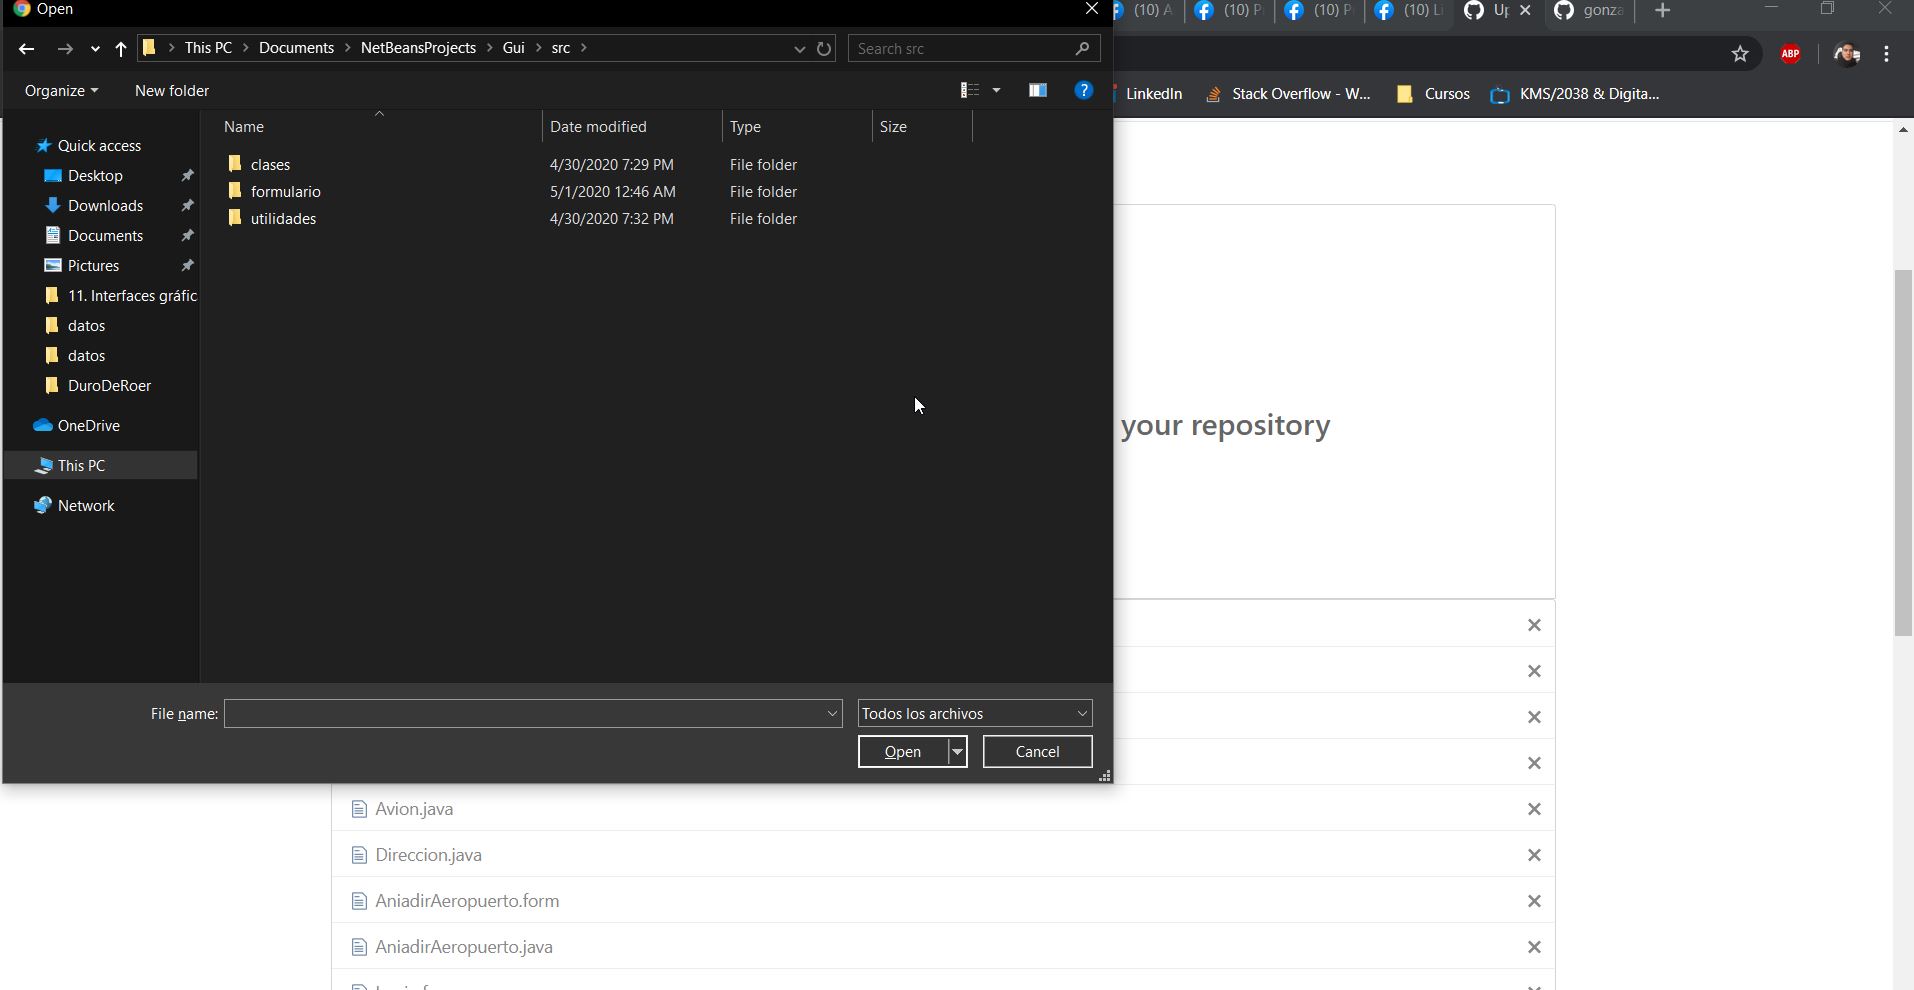 Open
(10) A
(10) P
(10) P
(10) Li
Up
gonza
This PC
Documents
NetBeansProjects
Gui
src
Search src
ABP
Organize
New folder
?
LinkedIn
Stack Overflow - W...
Cursos
KMS/2038 & Digita...
Name
Date modified
Type
Size
Quick access
Desktop
Downloads
Documents
Pictures
11. Interfaces gráfic
datos
datos
DuroDeRoer
OneDrive
This PC
Network
clases 4/30/2020 7:29 PM File folder
formulario 5/1/2020 12:46 AM File folder
utilidades 4/30/2020 7:32 PM File folder
your repository
File name:
Todos los archivos
Open
Cancel
Avion.java
Direccion.java
AniadirAeropuerto.form
AniadirAeropuerto.java